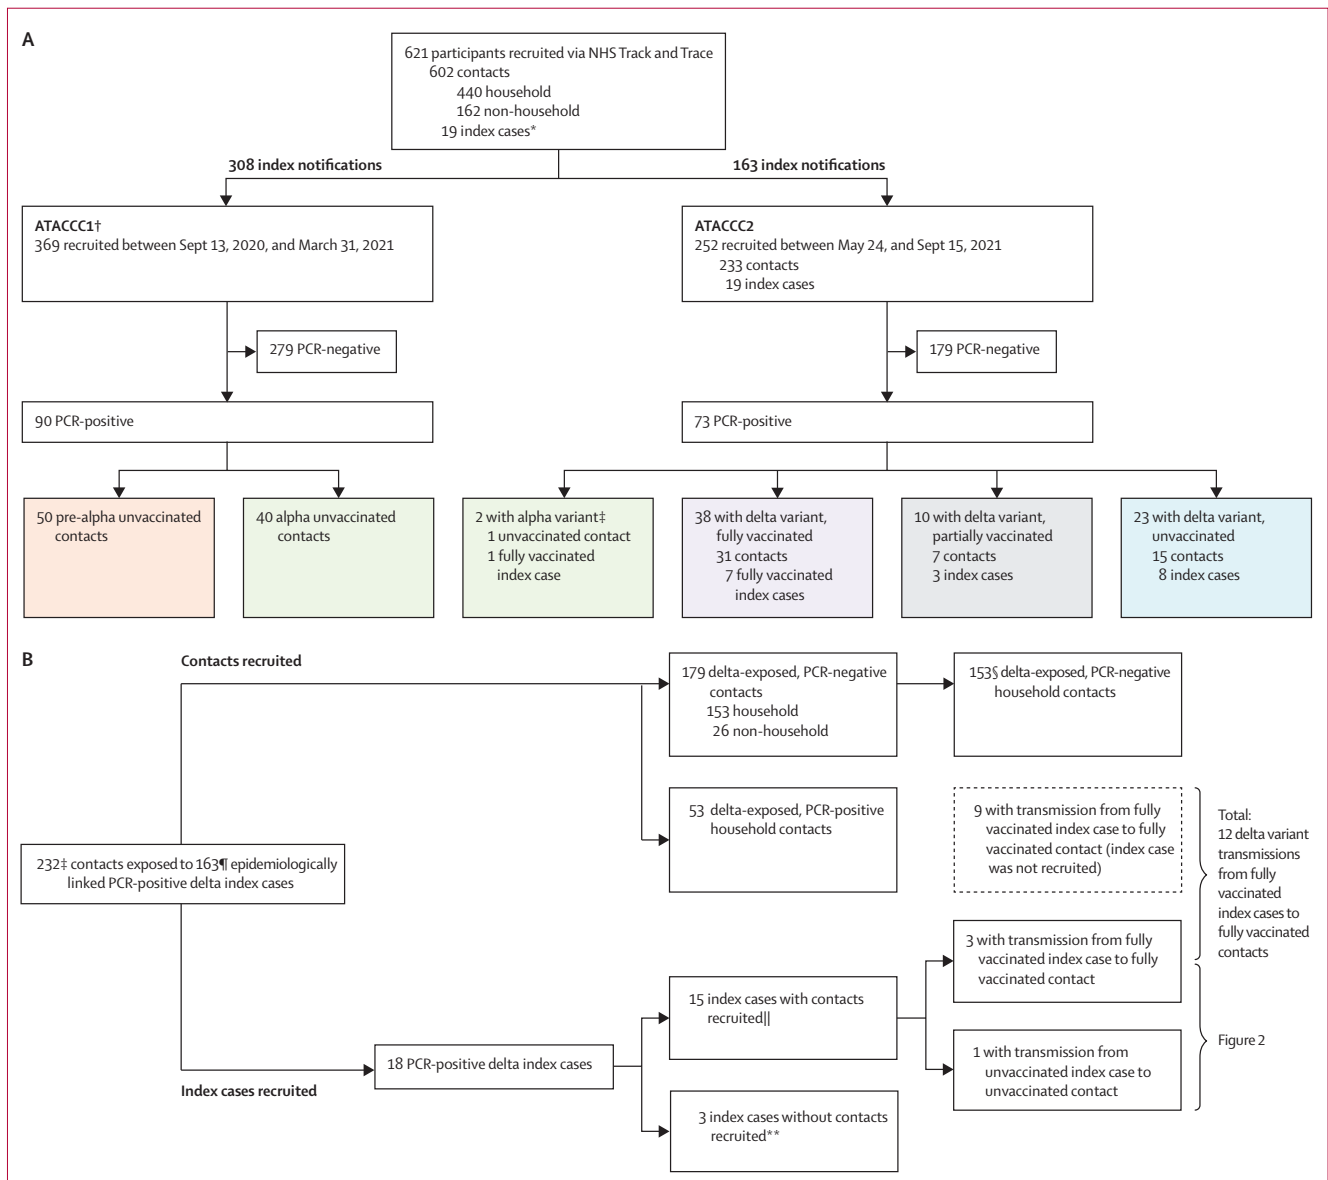 A
621 participants recruited via NHS Track and Trace
602 contacts
440 household
162 non-household
19 index cases*
308 index notifications
163 index notifications
ATACCC1†
369 recruited between Sept 13, 2020, and March 31, 2021
ATACCC2
252 recruited between May 24, and Sept 15, 2021
233 contacts
19 index cases
279 PCR-negative
179 PCR-negative
90 PCR-positive
73 PCR-positive
50 pre-alpha unvaccinated
contacts
40 alpha unvaccinated
contacts
2 with alpha variant‡
1 unvaccinated contact
1 fully vaccinated
index case
38 with delta variant,
fully vaccinated
31 contacts
7 fully vaccinated
index cases
10 with delta variant,
partially vaccinated
7 contacts
3 index cases
23 with delta variant,
unvaccinated
15 contacts
8 index cases
B
Contacts recruited
179 delta-exposed, PCR-negative
contacts
153 household
26 non-household
153§ delta-exposed, PCR-negative
household contacts
53 delta-exposed, PCR-positive
household contacts
9 with transmission from fully
vaccinated index case to fully
vaccinated contact (index case
was not recruited)
Total:
12 delta variant
transmissions
from fully
vaccinated
index cases to
fully vaccinated
contacts
232‡ contacts exposed to 163¶ epidemiologically
linked PCR-positive delta index cases
3 with transmission from fully
vaccinated index case to fully
vaccinated contact
15 index cases with contacts
recruited||
Figure 2
18 PCR-positive delta index cases
1 with transmission from
unvaccinated index case to
unvaccinated contact
Index cases recruited
3 index cases without contacts
recruited**